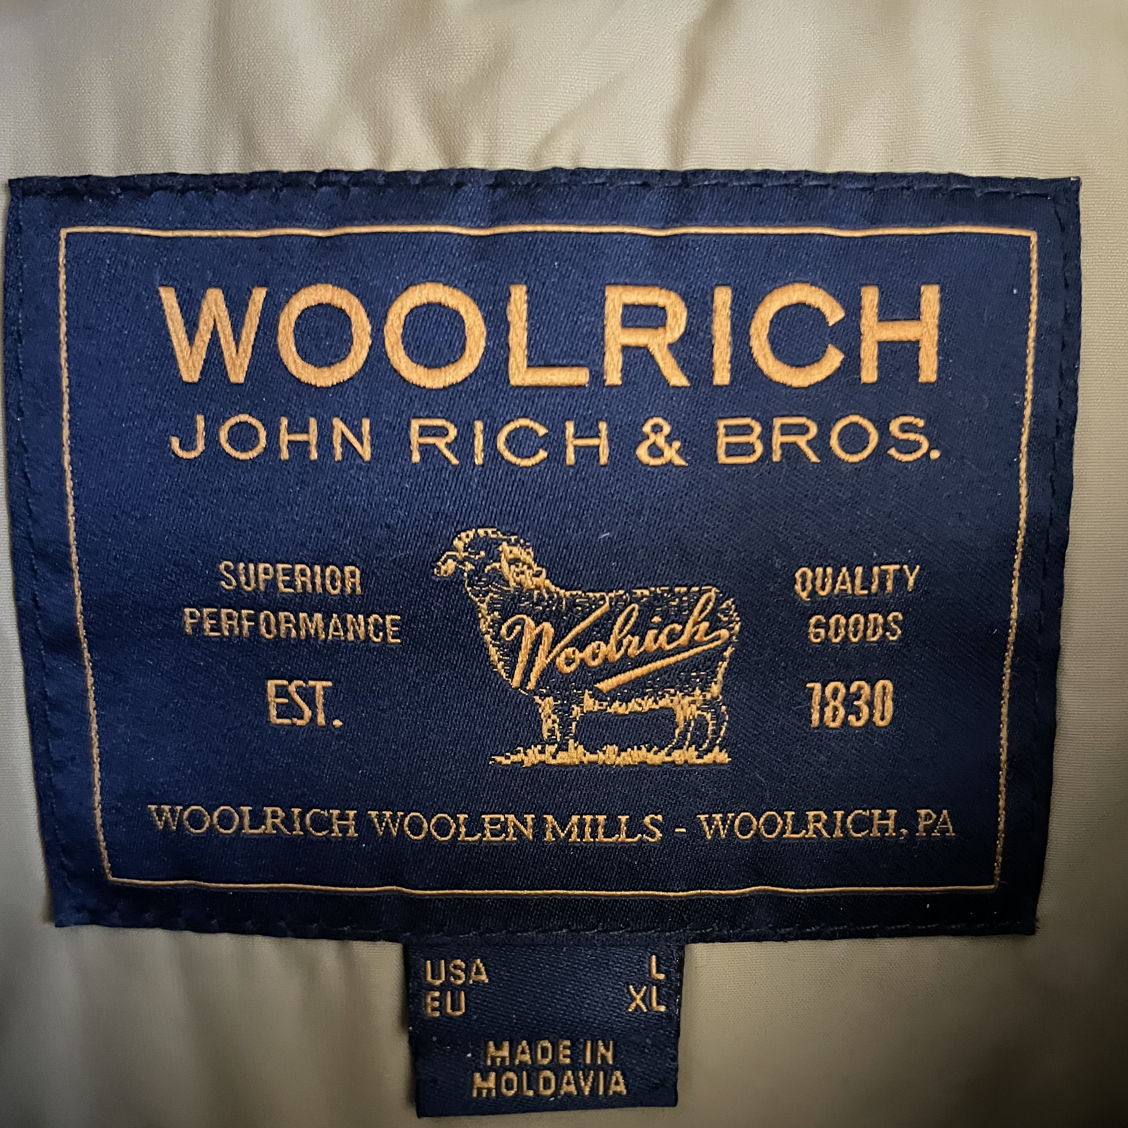 WOOLRICH
JOHN RICH & BROS.
SUPERIOR
PERFORMANCE
EST.
Woolrich
QUALITY
GOODS
1830
WOOLRICH WOOLEN MILLS - WOOLRICH, PA
USA L
EU XL
MADE IN
MOLDAVIA